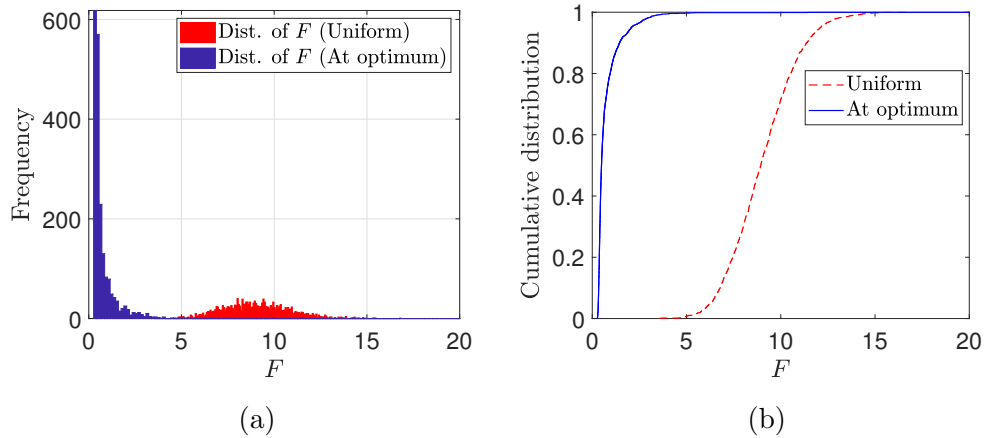 600
400
200
0
Frequency
0 5 10 15 20
F
Dist. of F (Uniform)
Dist. of F (At optimum)
(a)
1
0.8
0.6
0.4
0.2
0
Cumulative distribution
0 5 10 15 20
F
Uniform
At optimum
(b)